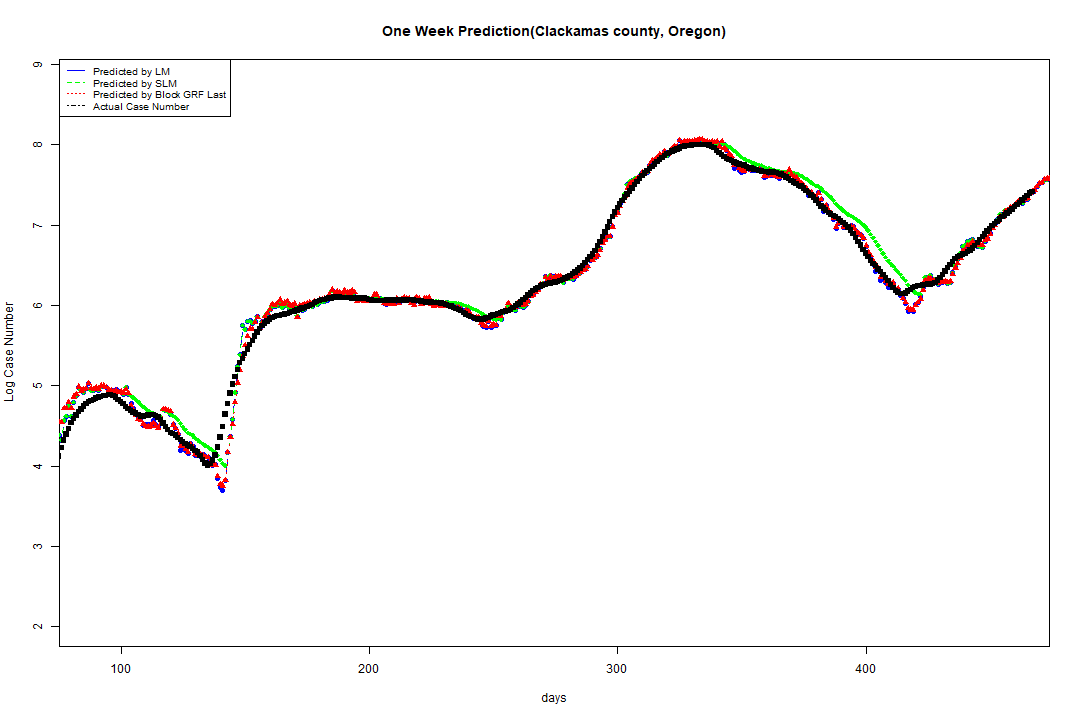 One Week Prediction(Clackamas county, Oregon)
Predicted by LM
Predicted by SLM
Predicted by Block GRF Last
Actual Case Number
9
8
7
6
5
4
3
2
Log Case Number
100 200 300 400
days